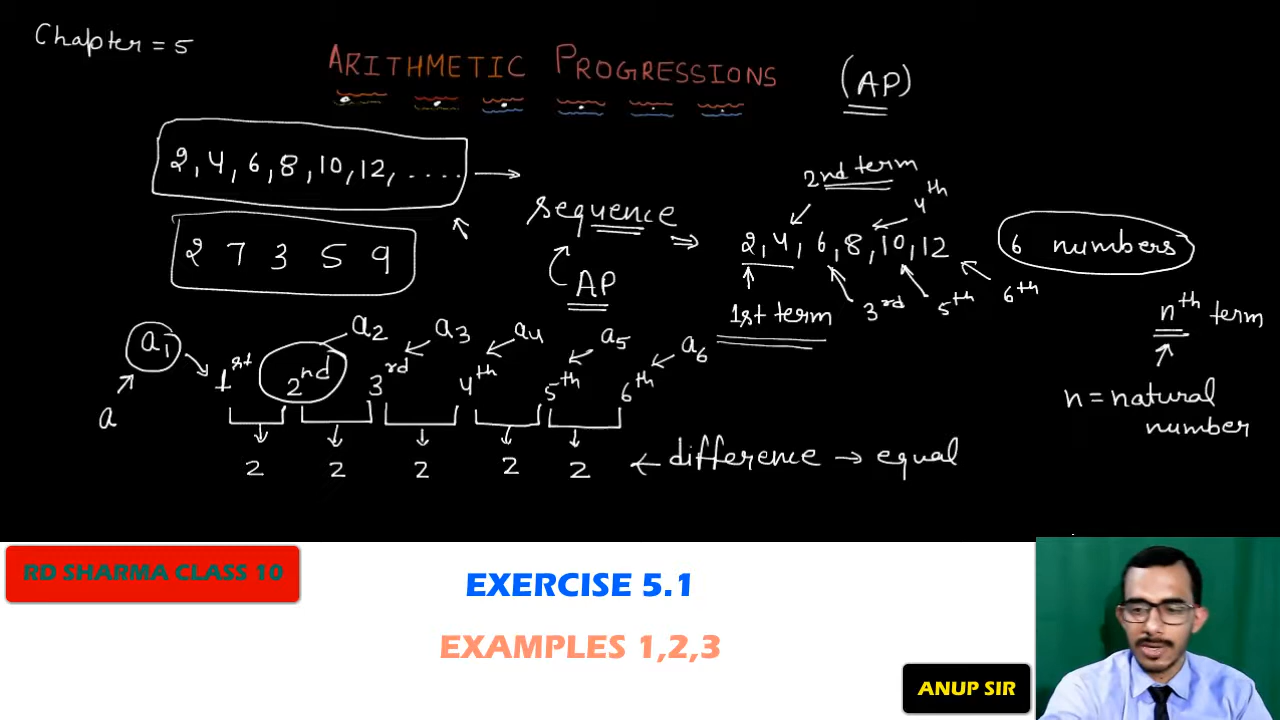 Chapter = 5
ARITHMETIC PROGRESSIONS (AP)
2, 4, 6, 8, 10, 12, .... →
2 7 3 5 9
sequence ⇒
AP
2nd term
4th
2, 4, 6, 8, 10, 12
6 numbers
1st term
3rd
5th
6th
nth term
n = natural
number
a
a1 a2 a3 a4 a5 a6
1st 2nd 3rd 4th 5th 6th
2 2 2 2 2 ← difference → equal
RD SHARMA CLASS 10
EXERCISE 5.1
EXAMPLES 1,2,3
ANUP SIR